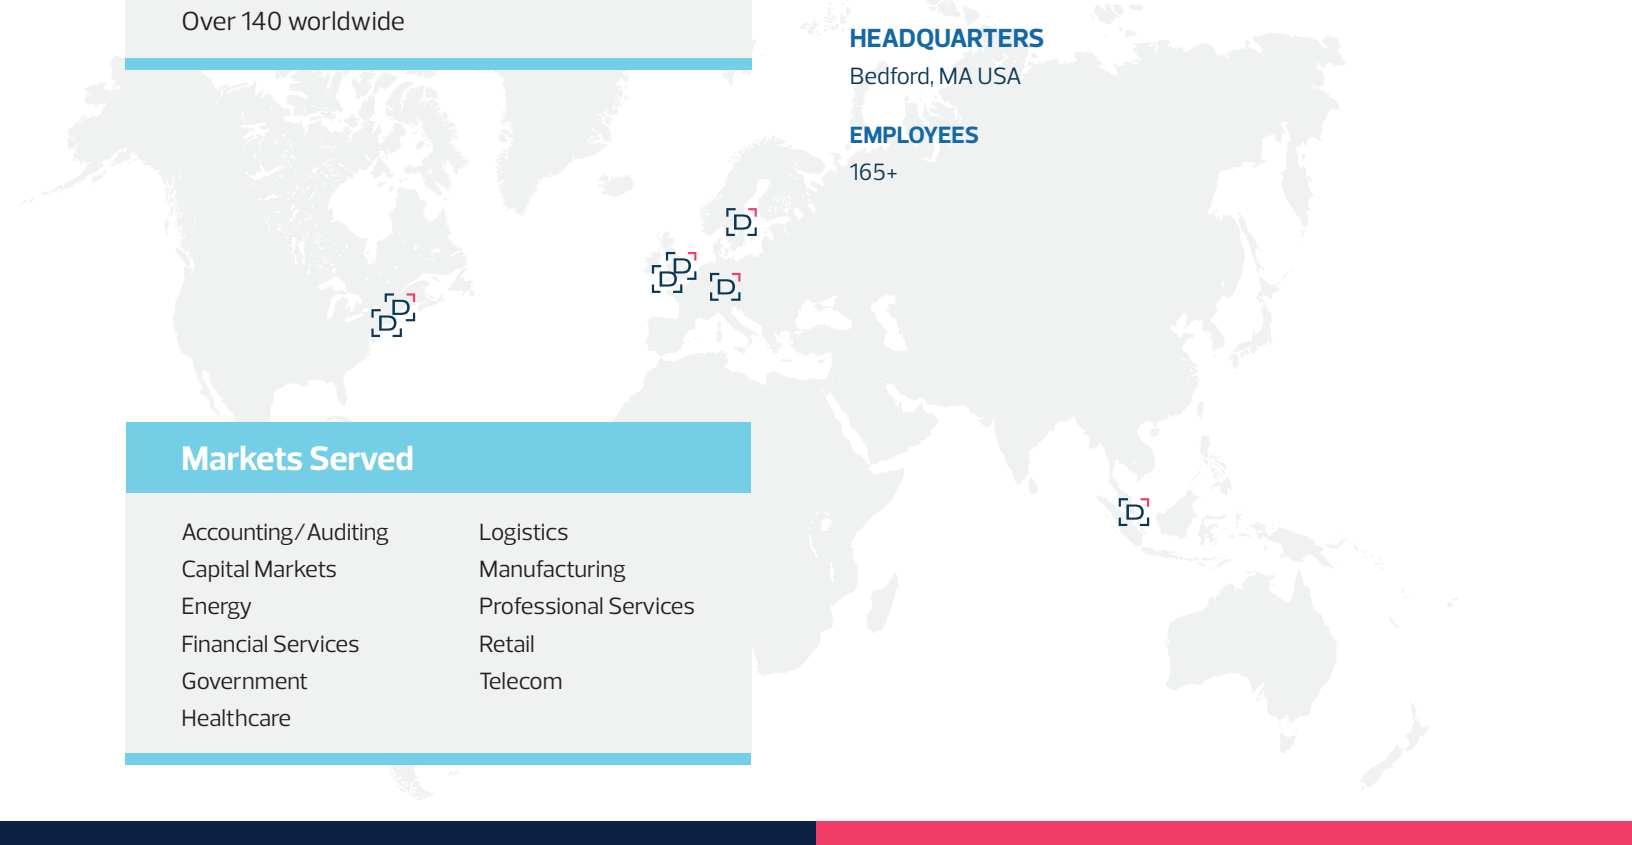 Over 140 worldwide
HEADQUARTERS
Bedford, MA USA
EMPLOYEES
165+
D
D
D
D
D
D
D
Markets Served
Accounting/Auditing
Capital Markets
Energy
Financial Services
Government
Healthcare
Logistics
Manufacturing
Professional Services
Retail
Telecom